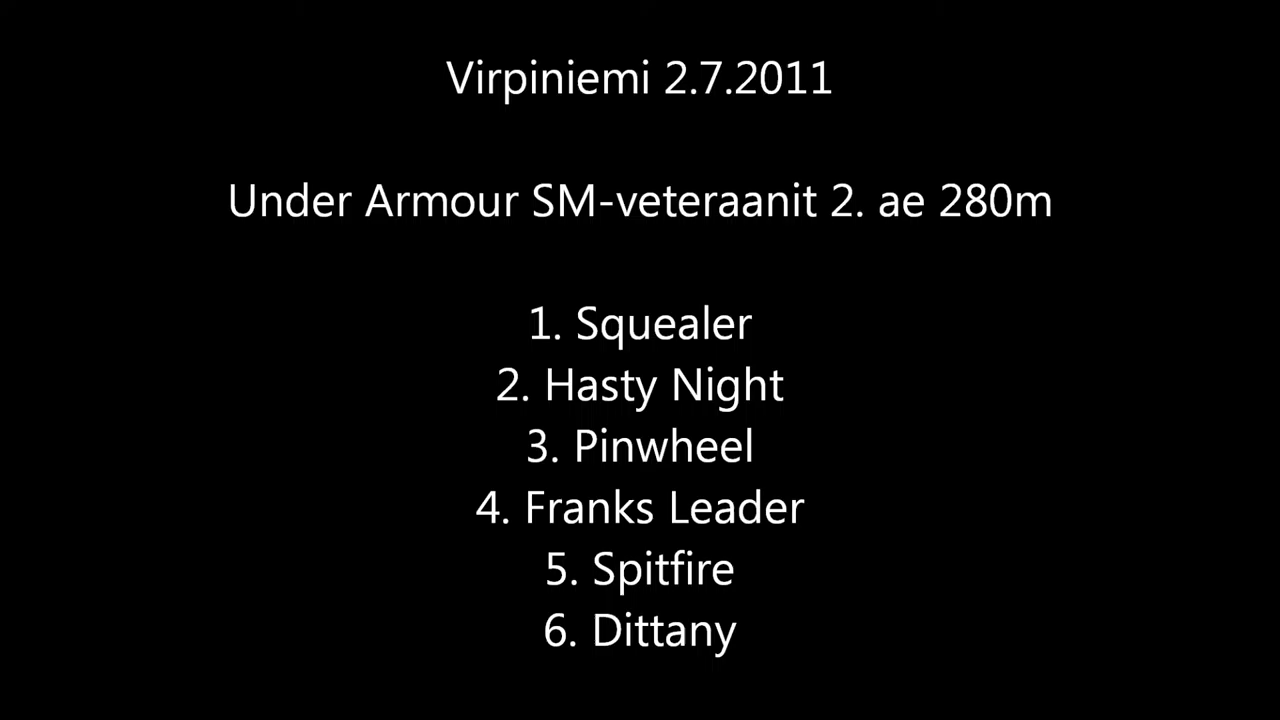 Virpiniemi 2.7.2011
Under Armour SM-veteraanit 2. ae 280m
1. Squealer
2. Hasty Night
3. Pinwheel
4. Franks Leader
5. Spitfire
6. Dittany